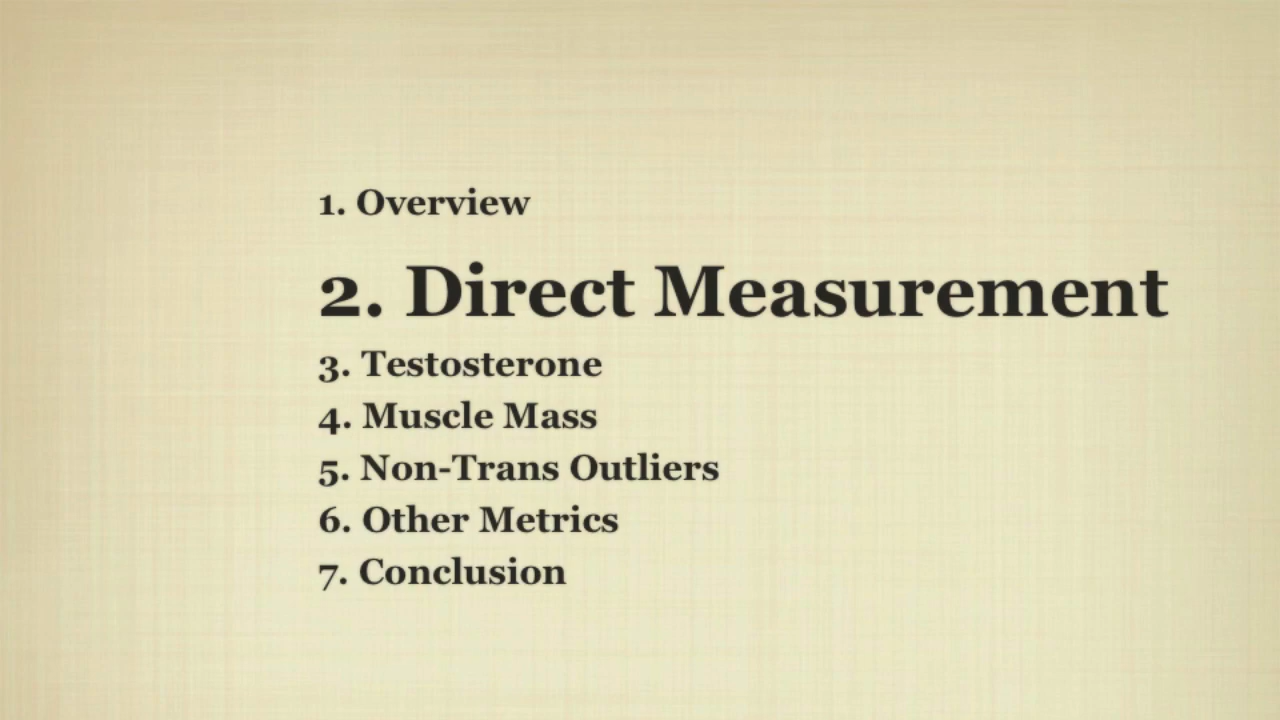 1. Overview
2. Direct Measurement
3. Testosterone
4. Muscle Mass
5. Non-Trans Outliers
6. Other Metrics
7. Conclusion